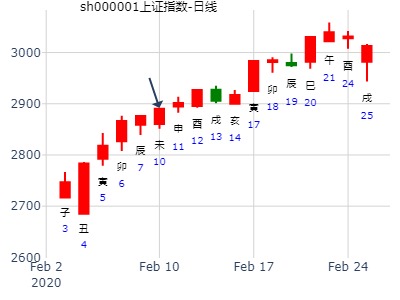 sh000001上证指数-日线
3000
2900
2800
2700
2600
子
3
丑
4
寅
5
卯
6
辰
7
未
10
申
11
酉
12
戌
13
亥
14
寅
17
卯
18
辰
19
巳
20
午
21
酉
24
戌
25
Feb 2
2020
Feb 10
Feb 17
Feb 24